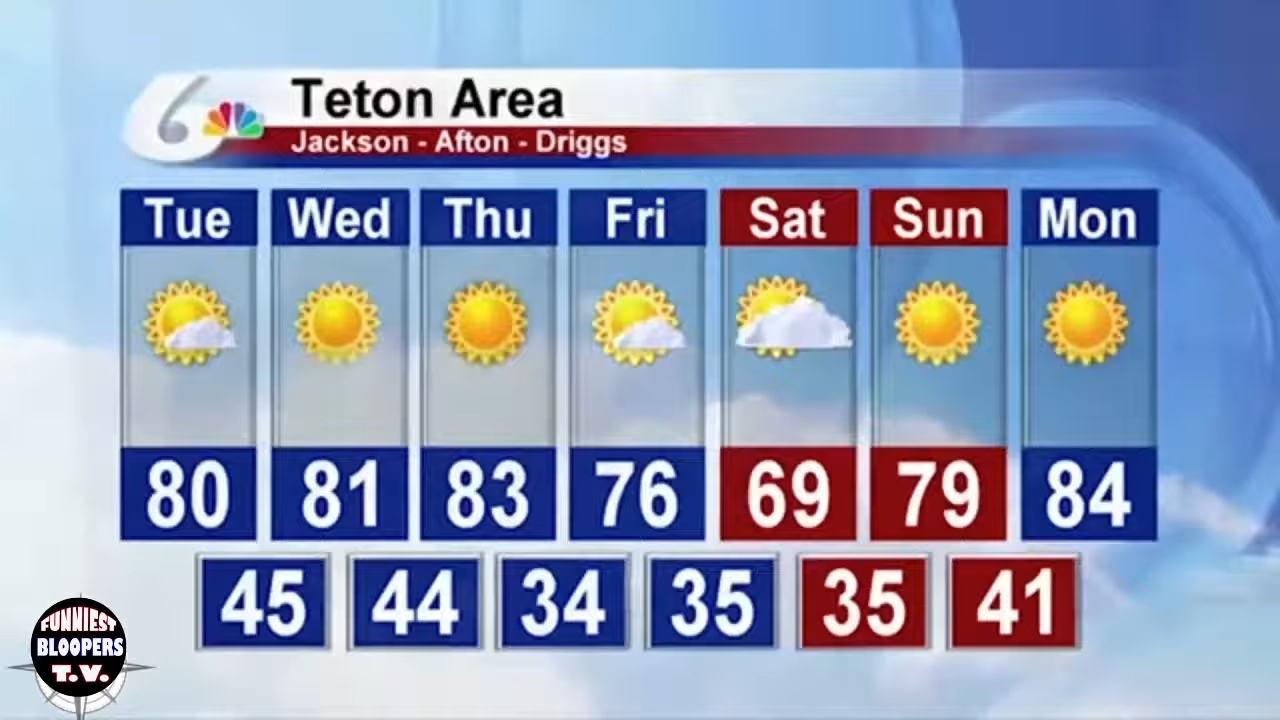 6
Teton Area
Jackson - Afton - Driggs
Tue Wed Thu Fri Sat Sun Mon
80 81 83 76 69 79 84
45 44 34 35 35 41
FUNNIEST
BLOOPERS
T.V.